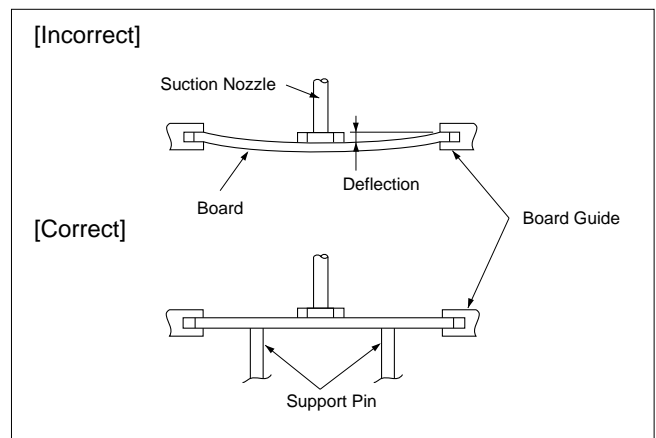 [Incorrect]
Suction Nozzle
Deflection
Board
Board Guide
[Correct]
Support Pin